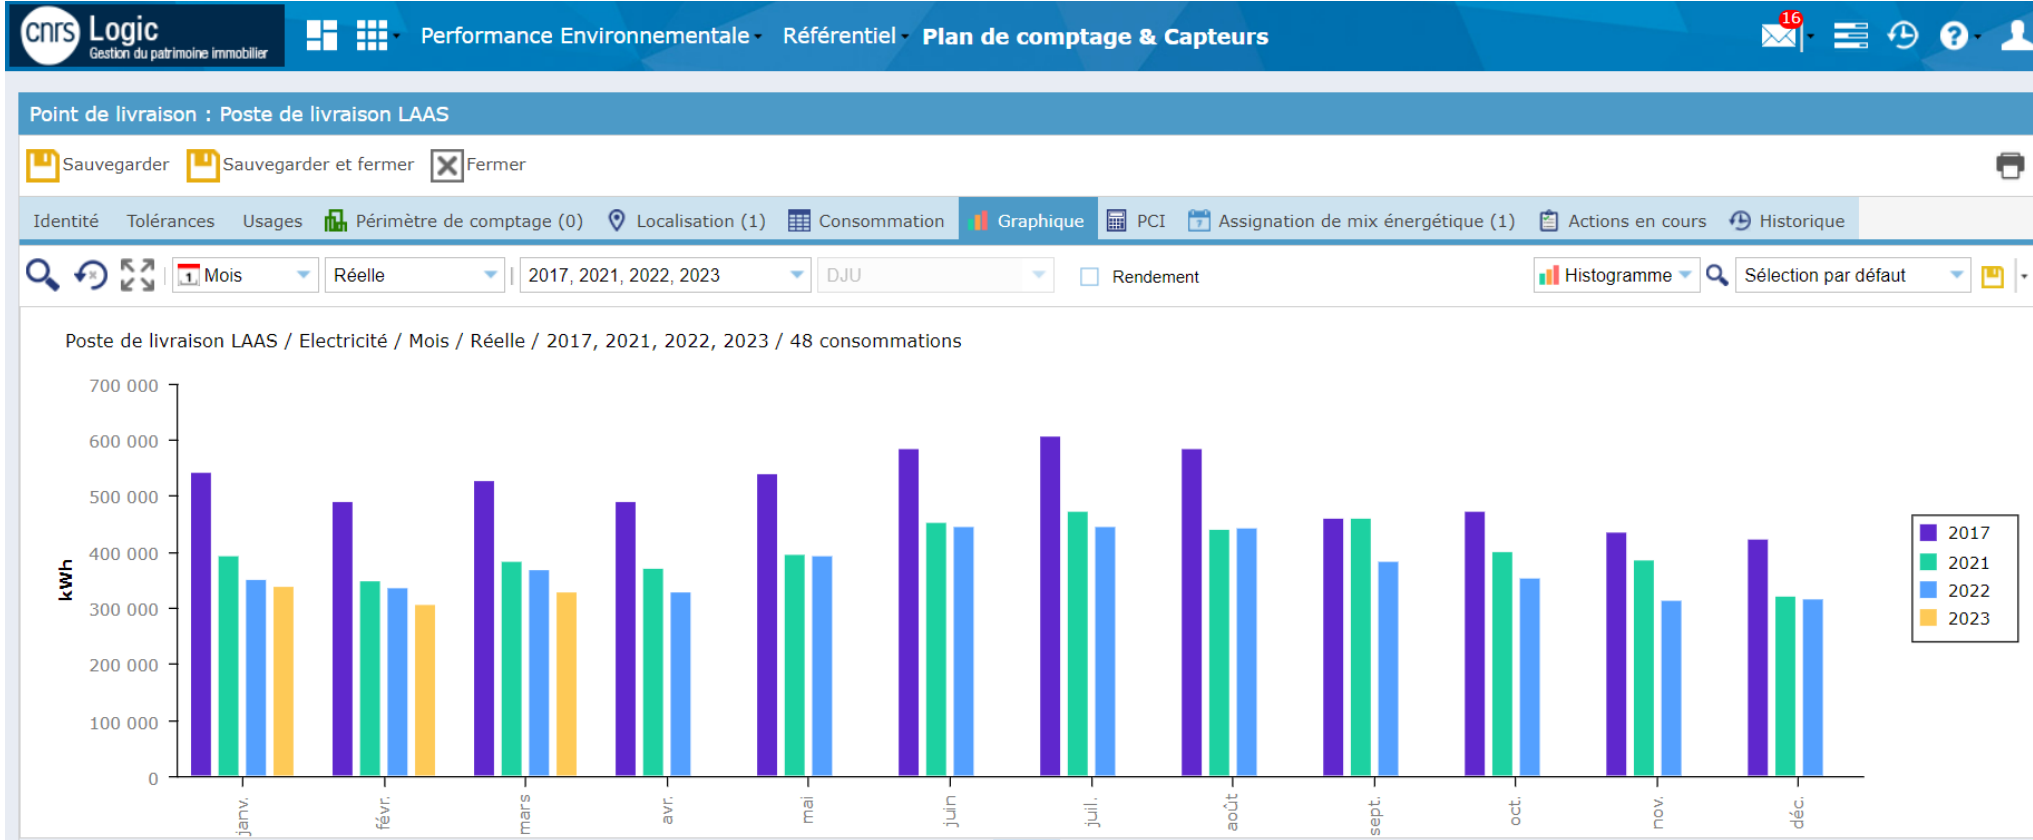 cnrs Logic
Gestion du patrimoine immobilier
Performance Environnementale Référentiel Plan de comptage & Capteurs
16
?
Point de livraison : Poste de livraison LAAS
Sauvegarder Sauvegarder et fermer Fermer
Identité Tolérances Usages Périmètre de comptage (0) Localisation (1) Consommation Graphique PCI 7 Assignation de mix énergétique (1) Actions en cours Historique
1 Mois Réelle 2017, 2021, 2022, 2023 DJU Rendement Histogramme Sélection par défaut
Poste de livraison LAAS / Electricité / Mois / Réelle / 2017, 2021, 2022, 2023 / 48 consommations
kWh
700 000
600 000
500 000
400 000
300 000
200 000
100 000
0
janv. févr. mars avr. mai juin juil. août sept. oct. nov. déc.
2017
2021
2022
2023